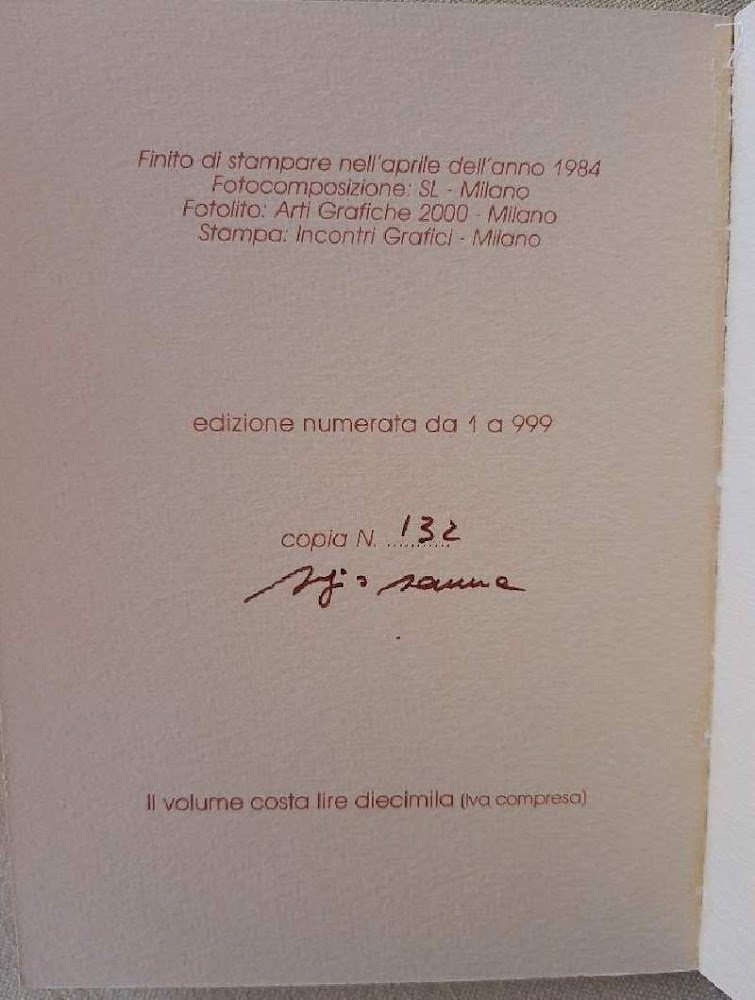 Finito di stampare nell'aprile dell'anno 1984
Fotocomposizione: SL - Milano
Fotolito: Arti Grafiche 2000 - Milano
Stampa: Incontri Grafici - Milano
edizione numerata da 1 a 999
copia N. 132
sanna
Il volume costa lire diecimila (Iva compresa)